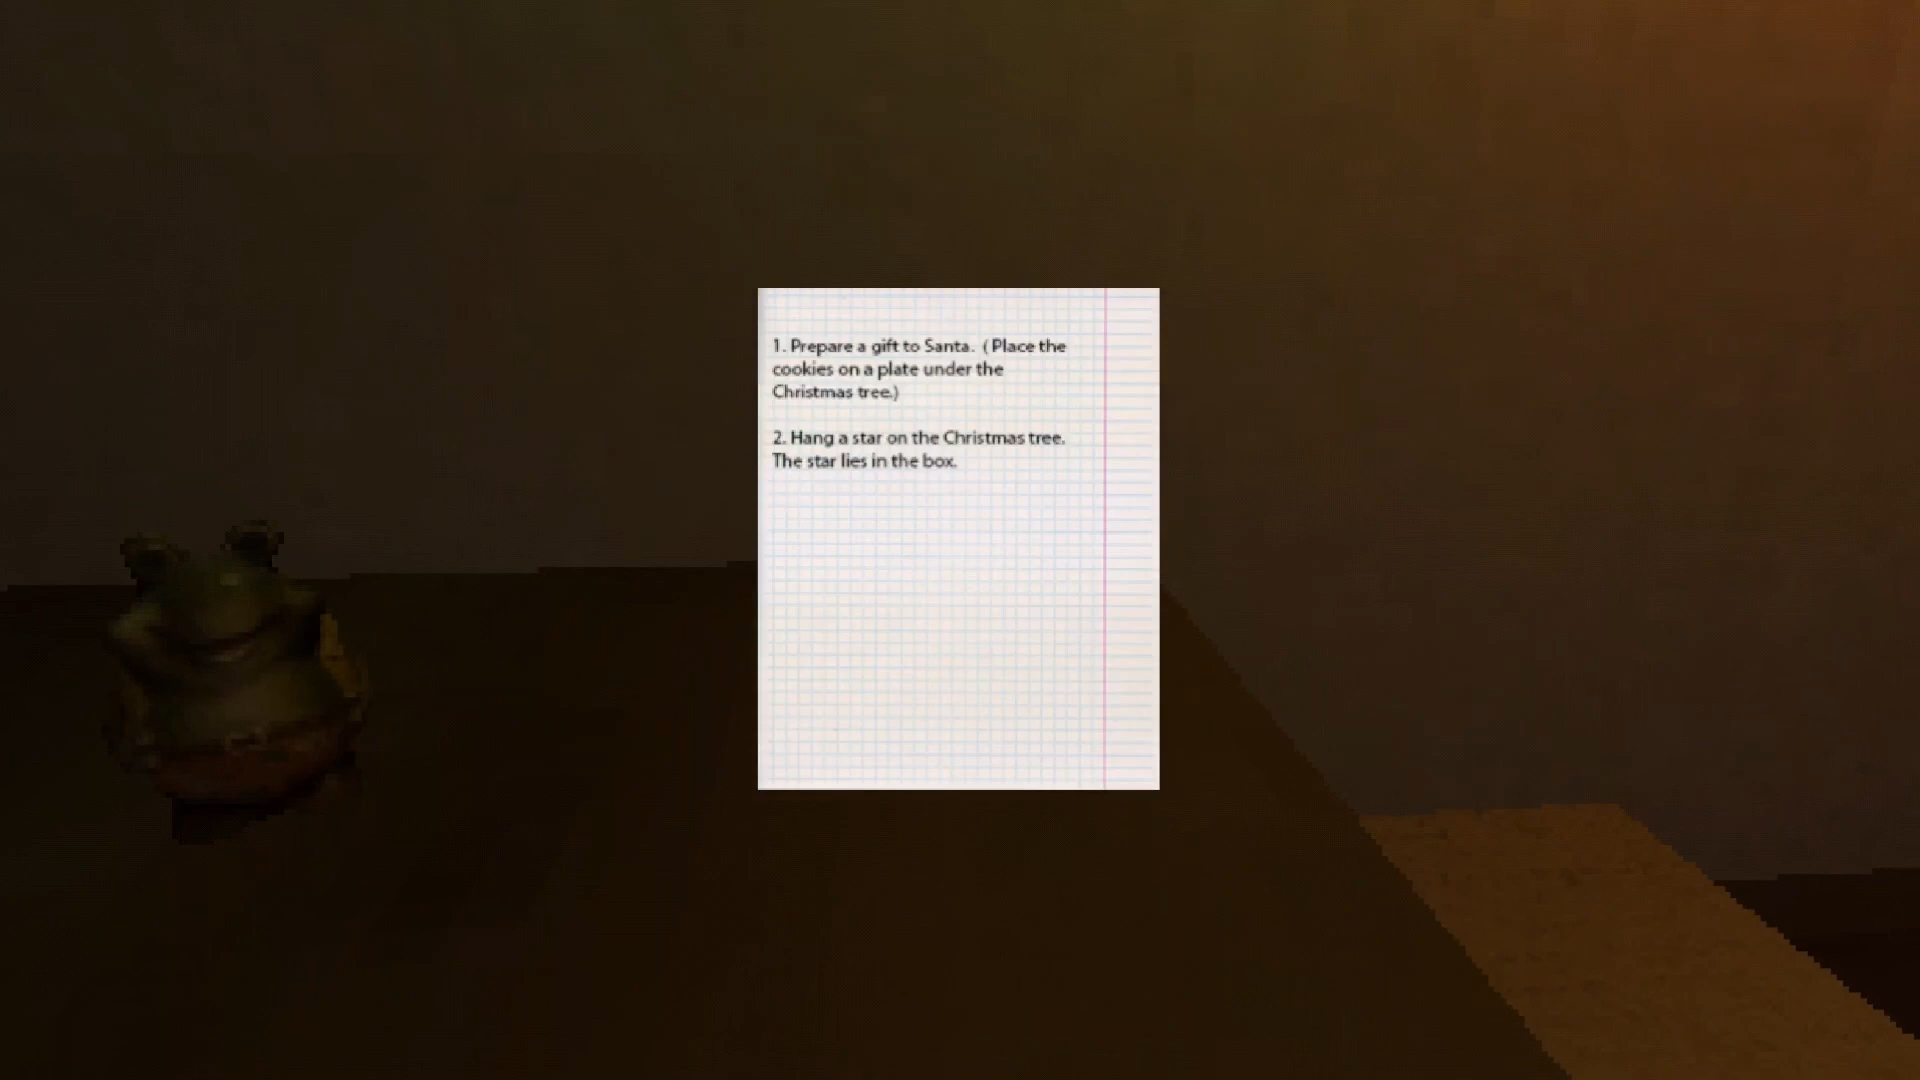 1. Prepare a gift to Santa. (Place the
cookies on a plate under the
Christmas tree.)
2. Hang a star on the Christmas tree.
The star lies in the box.